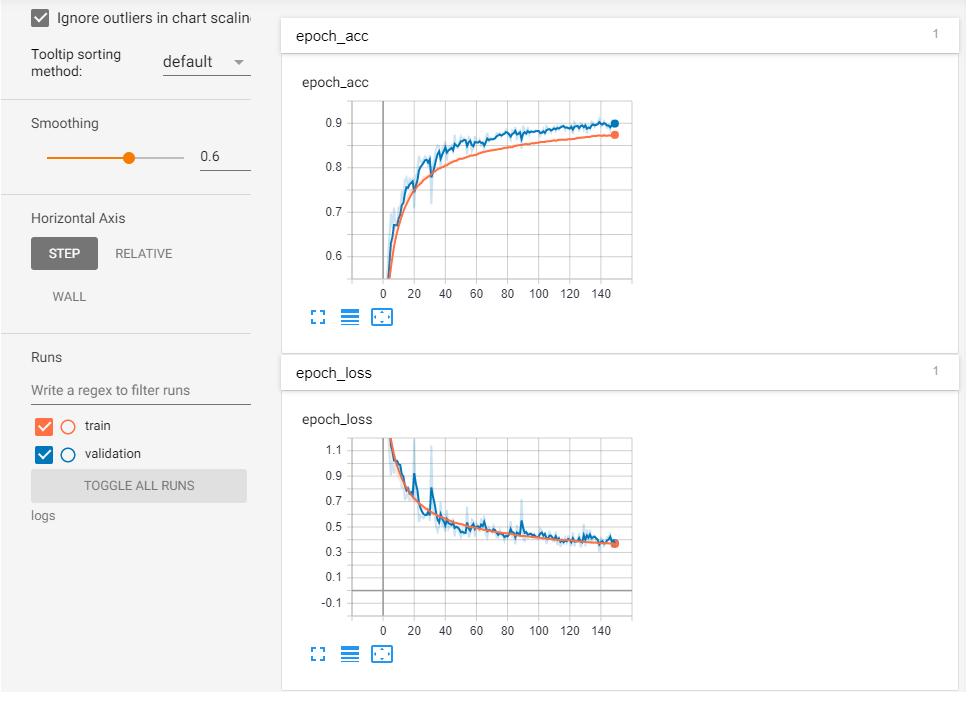 Ignore outliers in chart scalin
Tooltip sorting
method:
default
Smoothing
0.6
Horizontal Axis
STEP
RELATIVE
WALL
Runs
Write a regex to filter runs
train
validation
TOGGLE ALL RUNS
logs
epoch_acc
1
epoch_acc
0.9
0.8
0.7
0.6
0 20 40 60 80 100 120 140
epoch_loss
1
epoch_loss
1.1
0.9
0.7
0.5
0.3
0.1
-0.1
0 20 40 60 80 100 120 140